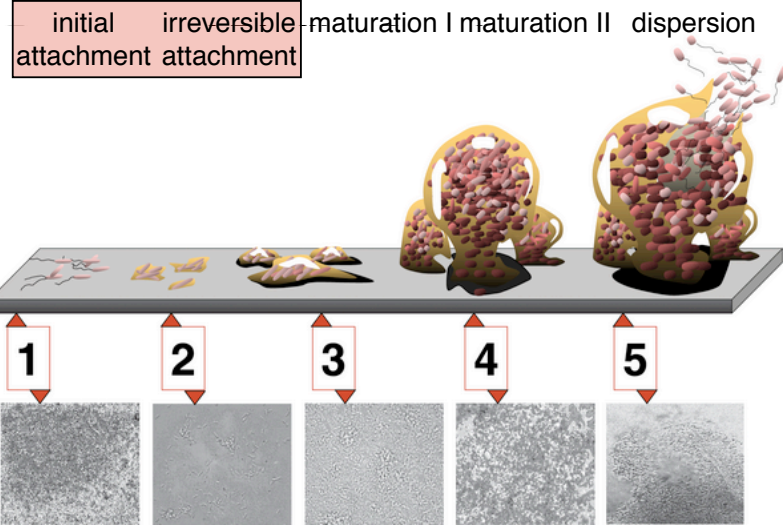 initial irreversible maturation I maturation II dispersion
attachment attachment
1 2 3 4 5